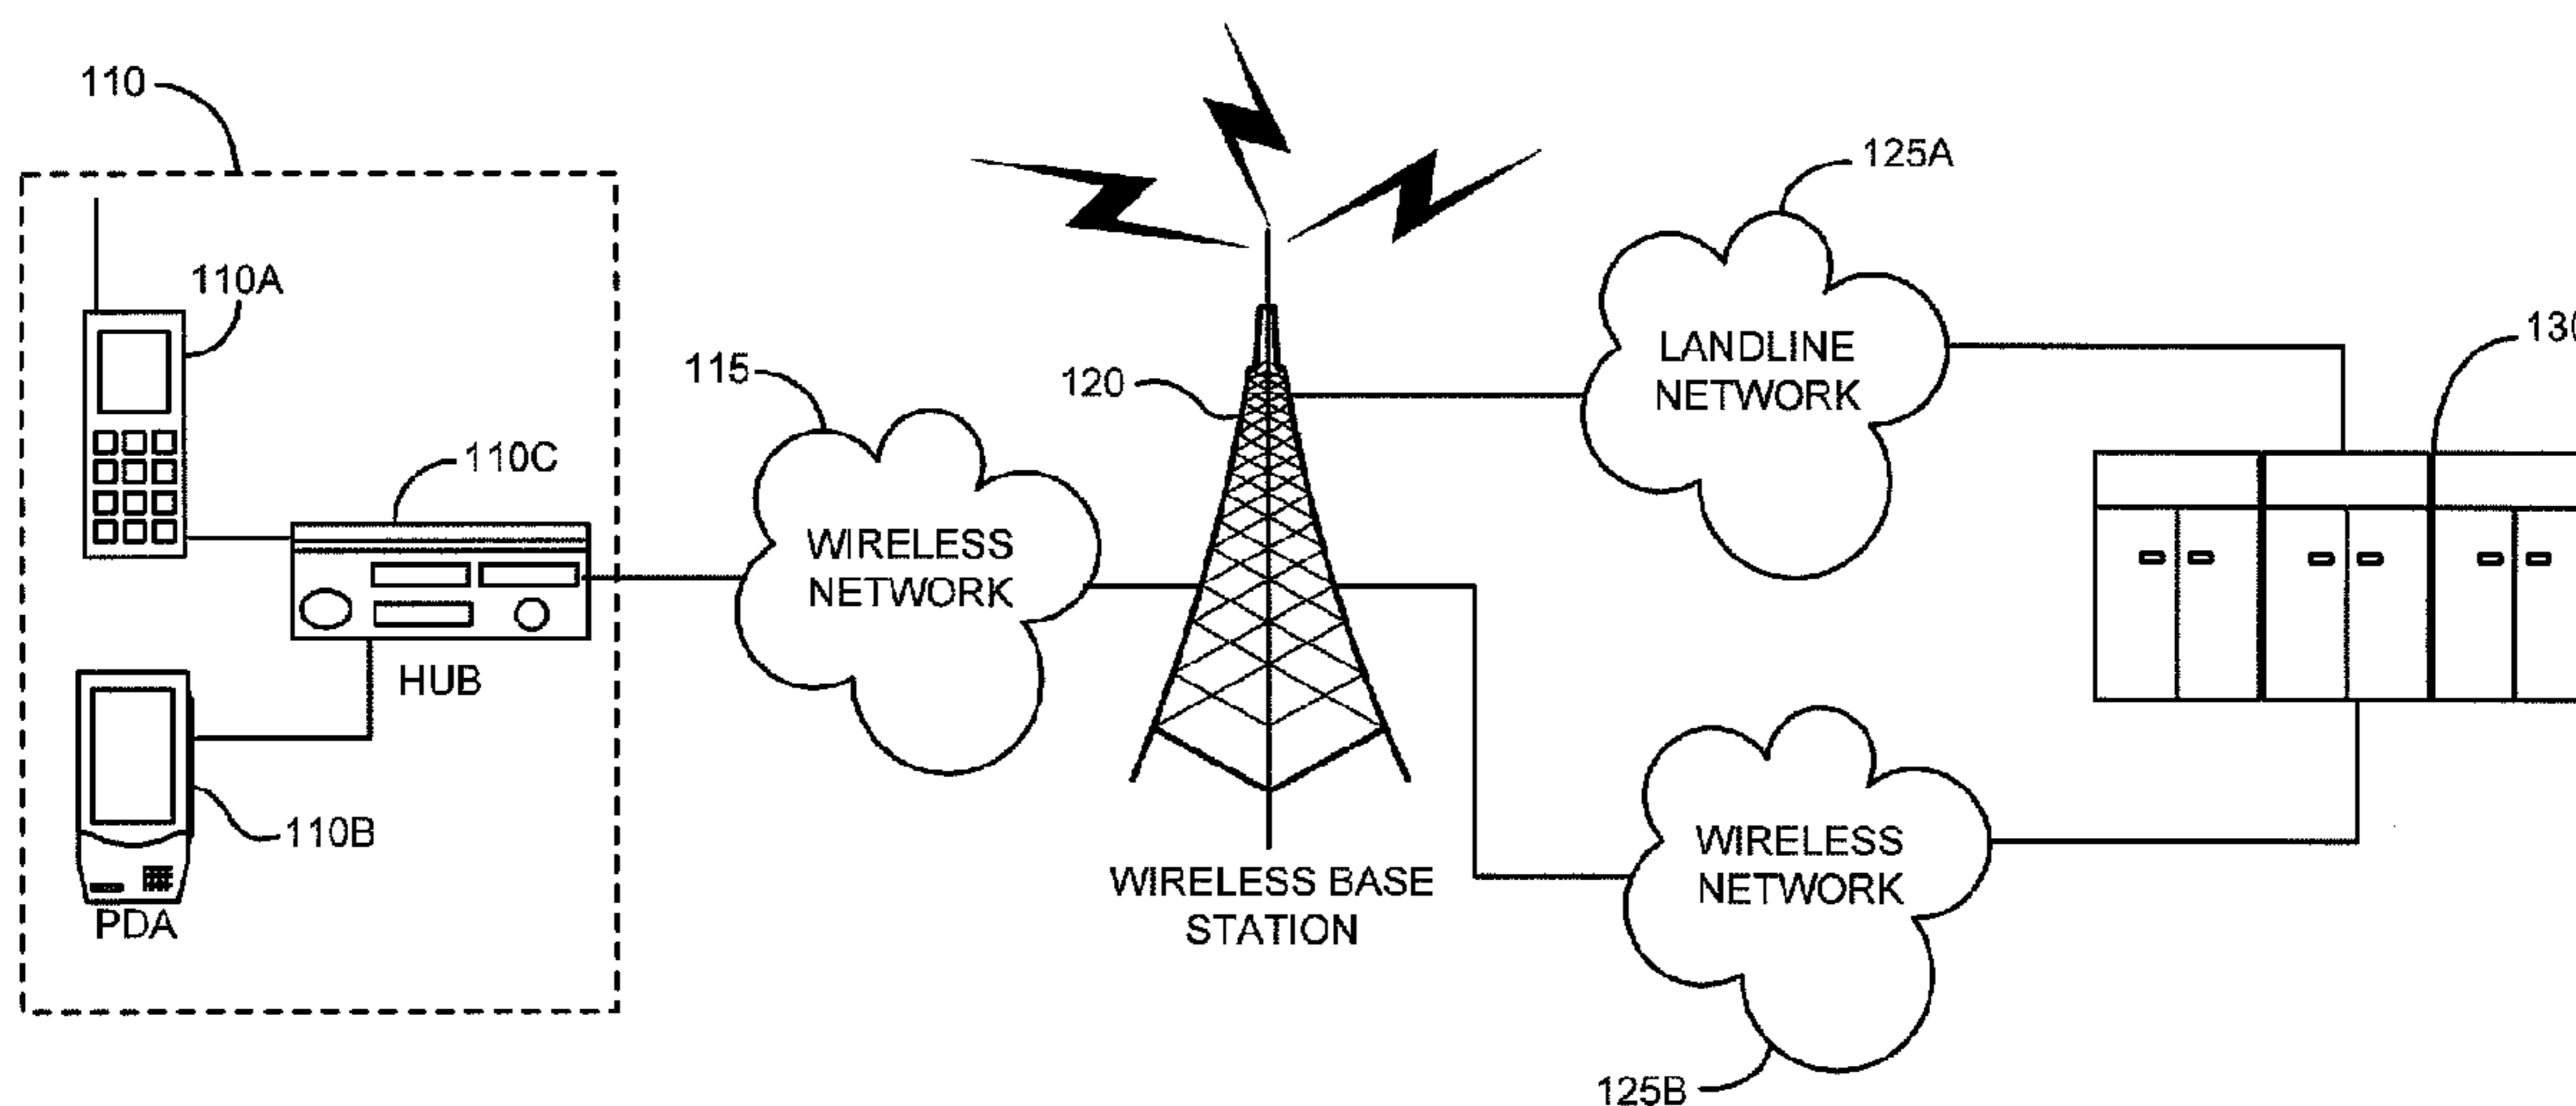 110
110A
110C
HUB
110B
PDA
115
WIRELESS
NETWORK
120
WIRELESS BASE
STATION
125A
LANDLINE
NETWORK
WIRELESS
NETWORK
125B
130